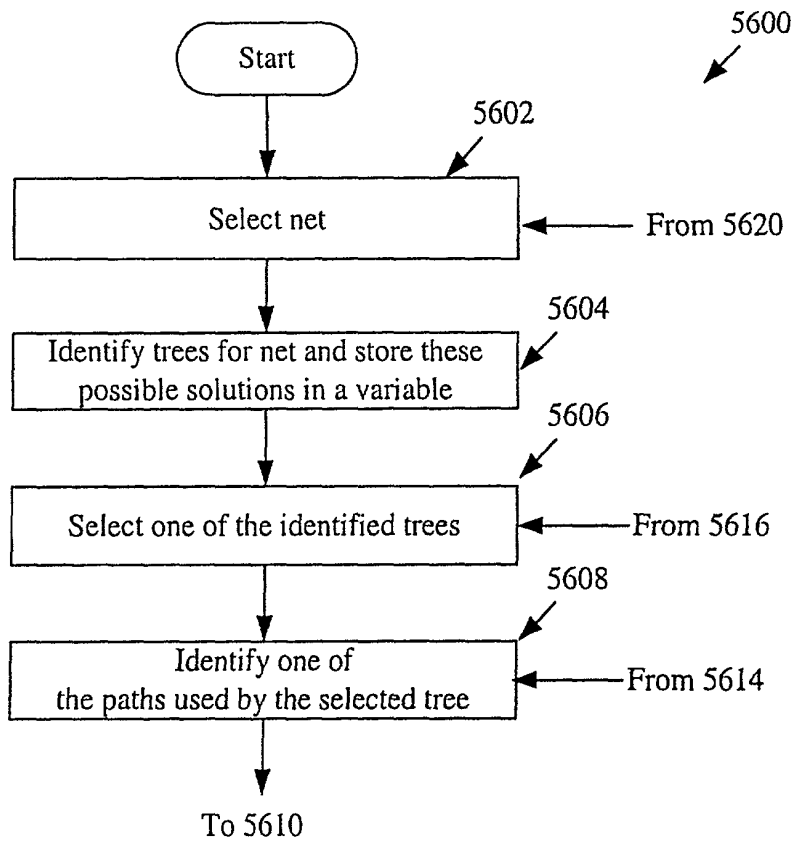 5600
Start
5602
Select net
From 5620
5604
Identify trees for net and store these
possible solutions in a variable
5606
Select one of the identified trees
From 5616
5608
Identify one of
the paths used by the selected tree
From 5614
To 5610